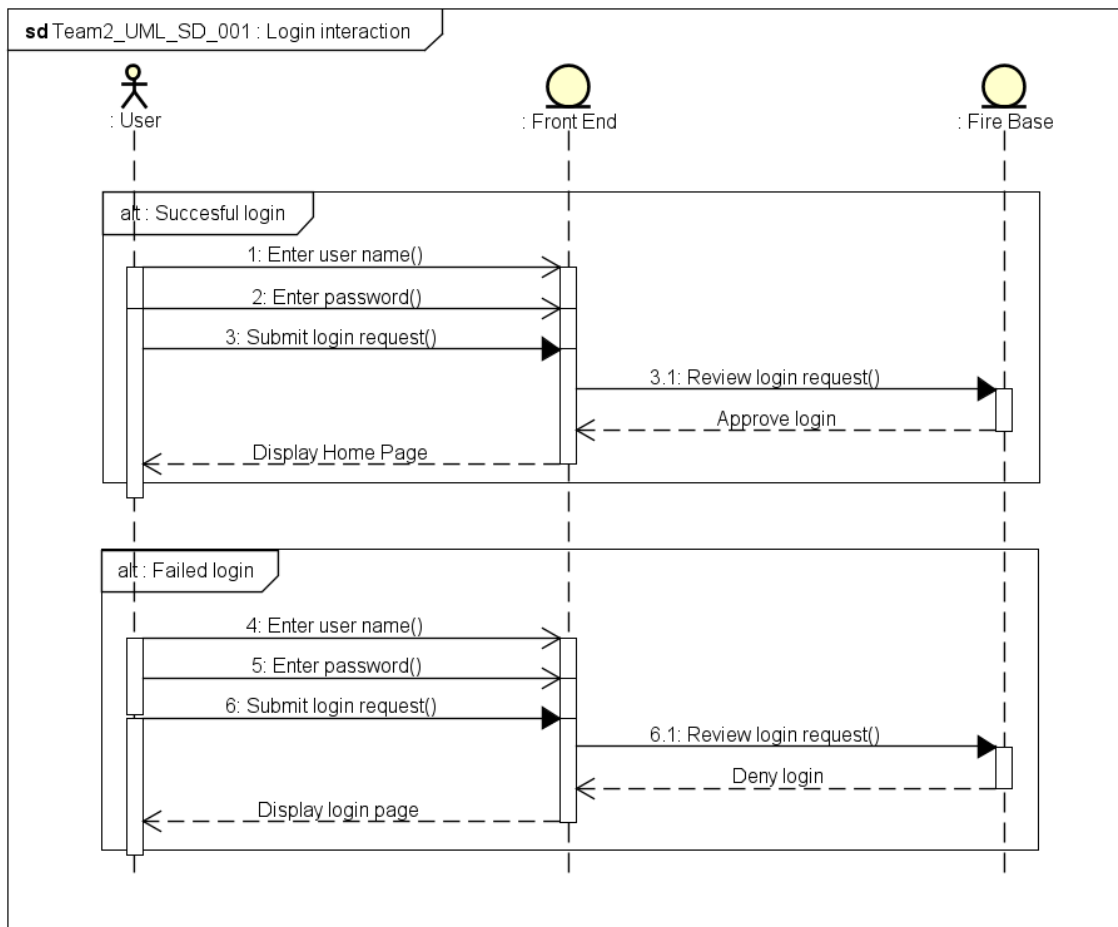 sd Team2_UML_SD_001 : Login interaction
: User
: Front End
: Fire Base
alt : Succesful login
1: Enter user name()
2: Enter password()
3: Submit login request()
3.1: Review login request()
Approve login
Display Home Page
alt : Failed login
4: Enter user name()
5: Enter password()
6: Submit login request()
6.1: Review login request()
Deny login
Display login page